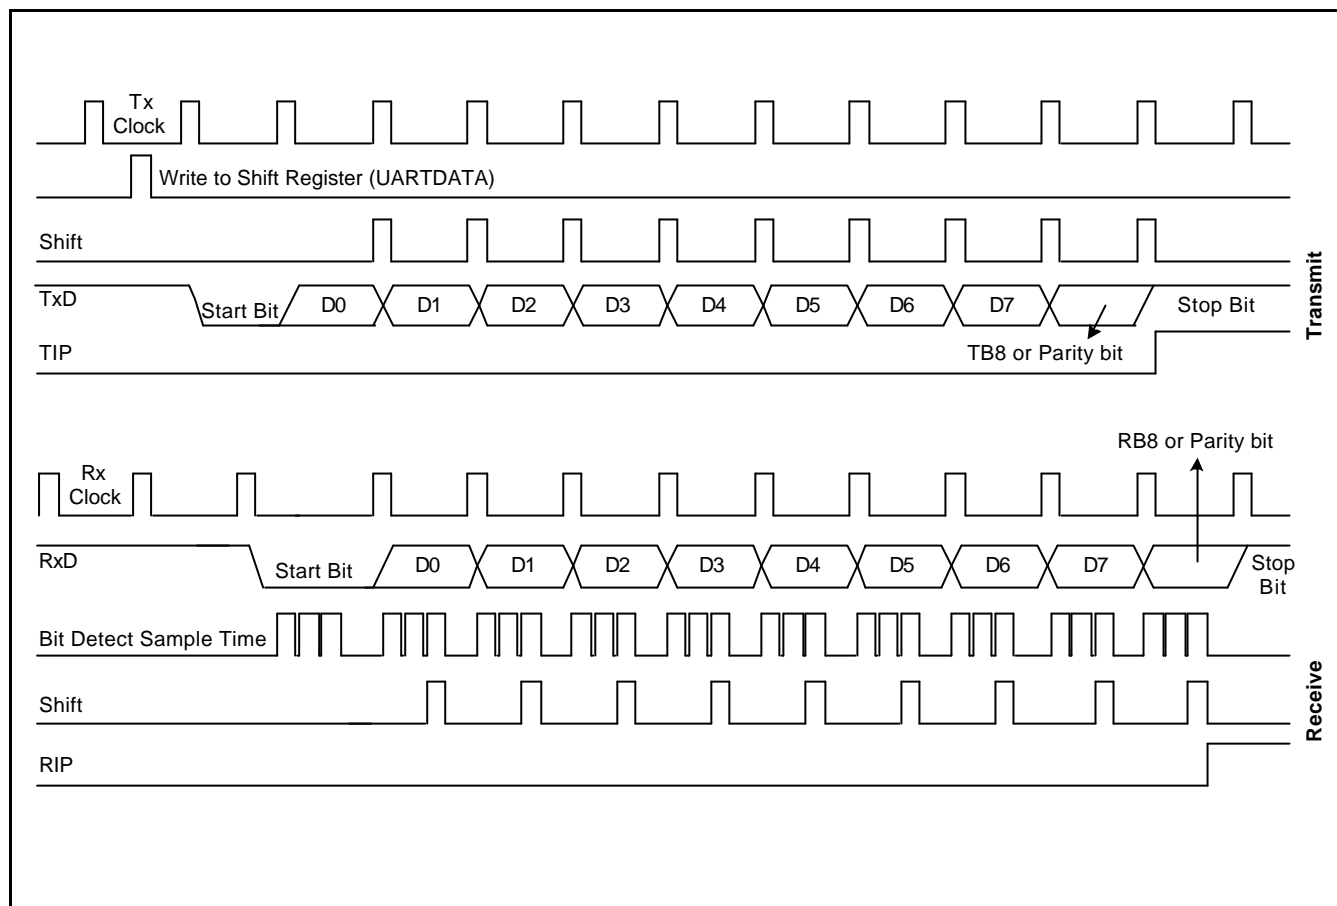 Tx
Clock
Write to Shift Register (UARTDATA)
Shift
TxD
Start Bit
D0
D1
D2
D3
D4
D5
D6
D7
Stop Bit
TIP
TB8 or Parity bit
Transmit
RB8 or Parity bit
Rx
Clock
RxD
Start Bit
D0
D1
D2
D3
D4
D5
D6
D7
Stop
Bit
Bit Detect Sample Time
Shift
RIP
Receive